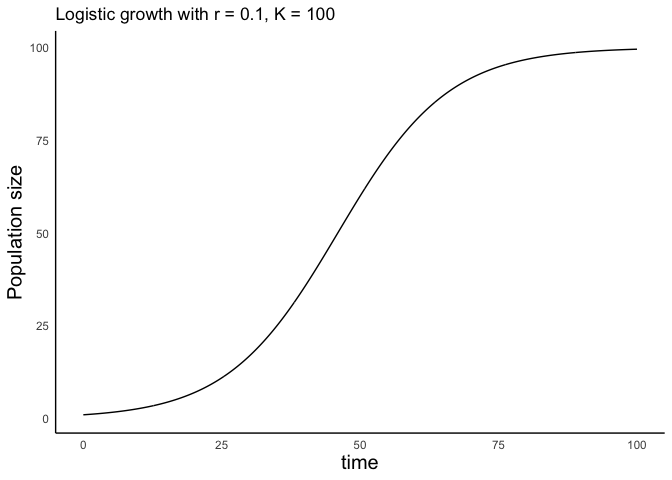 Logistic growth with r = 0.1, K = 100
100
75
50
25
0
Population size
0 25 50 75 100
time